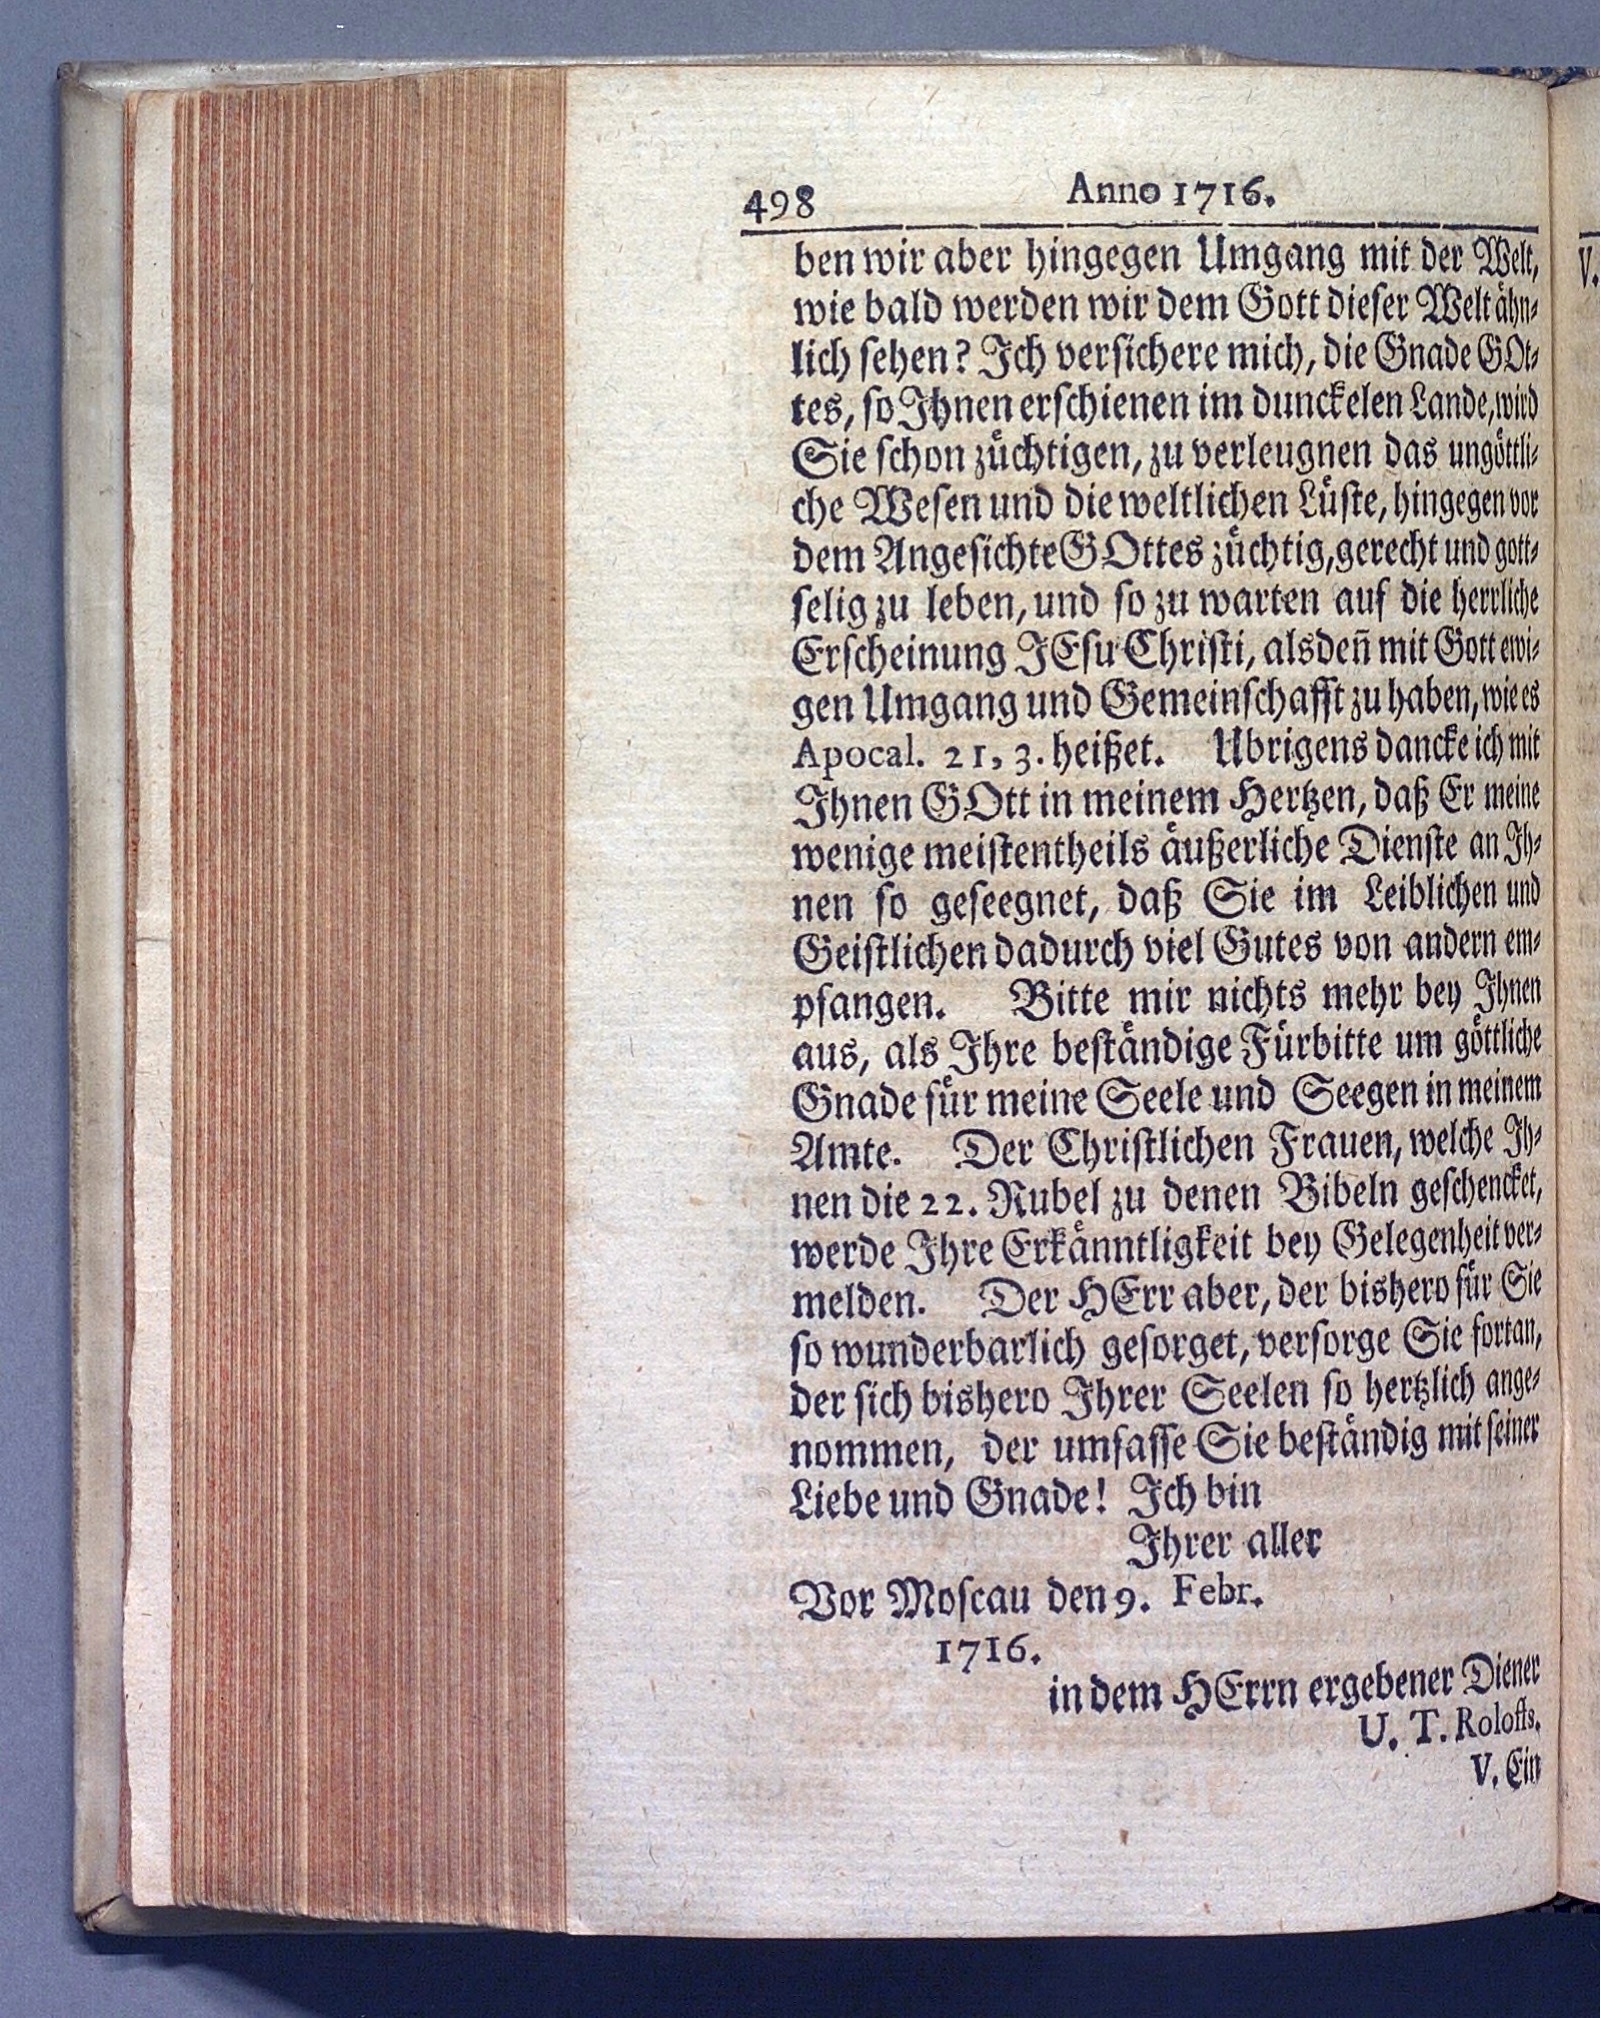 498 Anno 1716.
ben wir aber hingegen Umgang mit der Welt,
wie bald werden wir dem Gott dieser Welt ähn-
lich sehen? Ich versichere mich, die Gnade GOt-
tes, so Ihnen erschienen im dunckelen Lande, wird
Sie schon züchtigen, zu verleugnen das ungöttli-
che Wesen und die weltlichen Lüste, hingegen vor
dem Angesichte GOttes züchtig, gerecht und gott-
selig zu leben, und so zu warten auf die herrliche
Erscheinung JEsu Christi, alsdeñ mit Gott ewi-
gen Umgang und Gemeinschafft zu haben, wie es
Apocal. 21, 3. heißet. Ubrigens dancke ich mit
Ihnen GOtt in meinem Hertzen, daß Er meine
wenige meistentheils äußerliche Dienste an Ih-
nen so geseegnet, daß Sie im Leiblichen und
Geistlichen dadurch viel Gutes von andern em-
pfangen. Bitte mir nichts mehr bey Ihnen
aus, als Ihre beständige Fürbitte um göttliche
Gnade für meine Seele und Seegen in meinem
Amte. Der Christlichen Frauen, welche Ih-
nen die 22. Rubel zu denen Bibeln geschencket,
werde Ihre Erkänntligkeit bey Gelegenheit ver-
melden. Der HErr aber, der bishero für Sie
so wunderbarlich gesorget, versorge Sie fortan,
der sich bishero Ihrer Seelen so hertzlich ange-
nommen, der umfasse Sie beständig mit seiner
Liebe und Gnade! Ich bin
Ihrer aller
Vor Moscau den 9. Febr.
1716.
in dem HErrn ergebener Diener
U. T. Roloffs.
V. Ein
V.